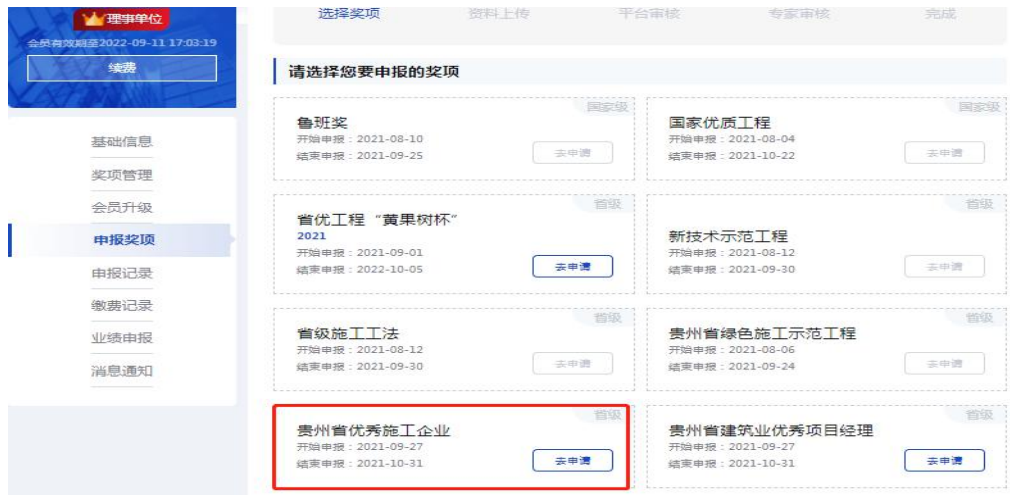 理事单位
会员有效期至2022-09-11 17:03:19
续费
基础信息
奖项管理
会员升级
申报奖项
申报记录
缴费记录
业绩申报
消息通知
选择奖项
资料上传
平台审核
专家审核
完成
请选择您要申报的奖项
国家级
鲁班奖
开始申报：2021-08-10
结束申报：2021-09-25
去申请
国家级
国家优质工程
开始申报：2021-08-04
结束申报：2021-10-22
去申请
省级
省优工程“黄果树杯”
2021
开始申报：2021-09-01
结束申报：2022-10-05
去申请
省级
新技术示范工程
开始申报：2021-08-12
结束申报：2021-09-30
去申请
省级
省级施工工法
开始申报：2021-08-12
结束申报：2021-09-30
去申请
省级
贵州省绿色施工示范工程
开始申报：2021-08-06
结束申报：2021-09-24
去申请
省级
贵州省优秀施工企业
开始申报：2021-09-27
结束申报：2021-10-31
去申请
省级
贵州省建筑业优秀项目经理
开始申报：2021-09-27
结束申报：2021-10-31
去申请